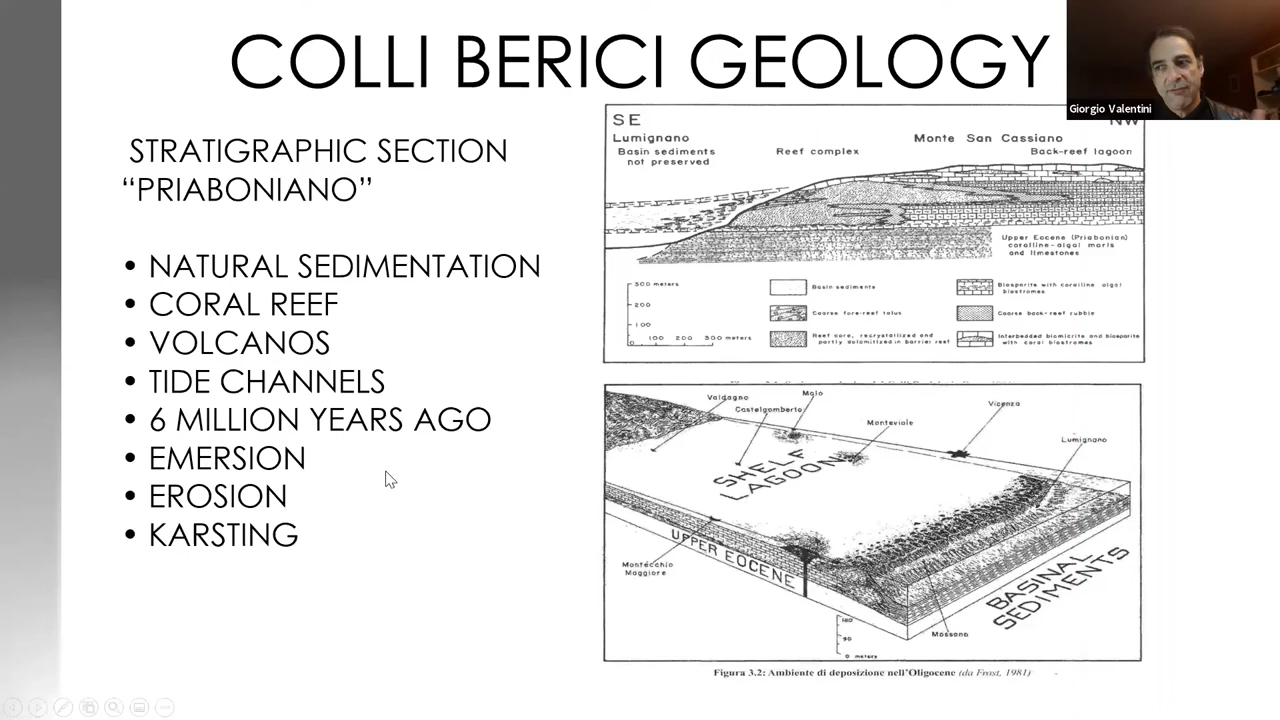 COLLI BERICI GEOLOGY
Giorgio Valentini
STRATIGRAPHIC SECTION
“PRIABONIANO”
• NATURAL SEDIMENTATION
• CORAL REEF
• VOLCANOS
• TIDE CHANNELS
• 6 MILLION YEARS AGO
• EMERSION
• EROSION
• KARSTING
SE
NW
Lumignano
Monte San Cassiano
Basin sediments
not preserved
Reef complex
Back-reef lagoon
Upper Eocene (Priabonian)
coralline-algal marls
and limestones
300 meters
200
100
0
100 200 300 meters
Basin sediments
Coarse fore-reef talus
Reef core, recrystallized and
partly dolomitized in barrier reef
Biosparite with coralline algal
biostromes
Coarse back-reef rubble
Interbedded biomicrite and biosparite
with coral biostromes
Valdagno
Castelgomberto
Malo
Monteviale
Vicenza
Lumignano
SHELF
LAGOON
UPPER EOCENE
Montecchio
Maggiore
BASINAL
SEDIMENTS
Mossano
0 meters
Figura 3.2: Ambiente di deposizione nell'Oligocene (da Frost, 1981)